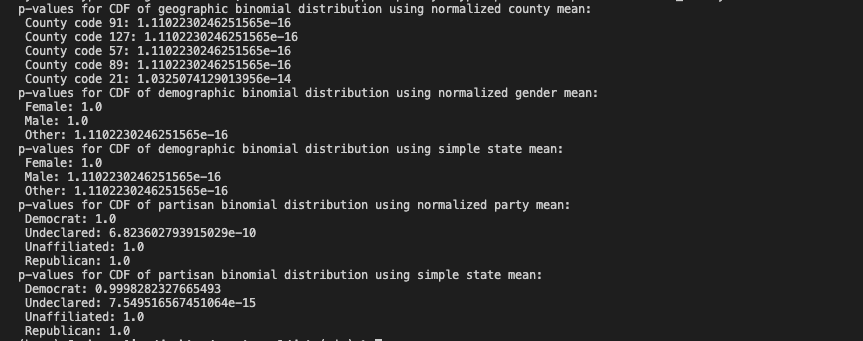 p-values for CDF of geographic binomial distribution using normalized county mean:
County code 91: 1.1102230246251565e-16
County code 127: 1.1102230246251565e-16
County code 57: 1.1102230246251565e-16
County code 89: 1.1102230246251565e-16
County code 21: 1.0325074129013956e-14
p-values for CDF of demographic binomial distribution using normalized gender mean:
Female: 1.0
Male: 1.0
Other: 1.1102230246251565e-16
p-values for CDF of demographic binomial distribution using simple state mean:
Female: 1.0
Male: 1.1102230246251565e-16
Other: 1.1102230246251565e-16
p-values for CDF of partisan binomial distribution using normalized party mean:
Democrat: 1.0
Undeclared: 6.823602793915029e-10
Unaffiliated: 1.0
Republican: 1.0
p-values for CDF of partisan binomial distribution using simple state mean:
Democrat: 0.9998282327665493
Undeclared: 7.549516567451064e-15
Unaffiliated: 1.0
Republican: 1.0